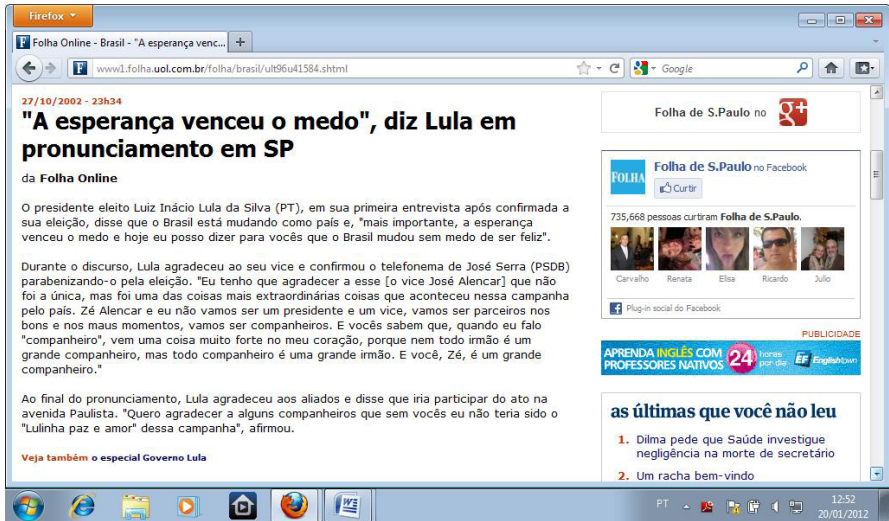 Firefox
Folha Online - Brasil - "A esperança venc...
www1.folha.uol.com.br/folha/brasil/ult96u41584.shtml
Google
27/10/2002 - 23h34
"A esperança venceu o medo", diz Lula em
pronunciamento em SP
da Folha Online
O presidente eleito Luiz Inácio Lula da Silva (PT), em sua primeira entrevista após confirmada a
sua eleição, disse que o Brasil está mudando como país e, "mais importante, a esperança
venceu o medo e hoje eu posso dizer para vocês que o Brasil mudou sem medo de ser feliz".
Durante o discurso, Lula agradeceu ao seu vice e confirmou o telefonema de José Serra (PSDB)
parabenizando-o pela eleição. "Eu tenho que agradecer a esse [o vice José Alencar] que não
foi a única, mas foi uma das coisas mais extraordinárias coisas que aconteceu nessa campanha
pelo país. Zé Alencar e eu não vamos ser um presidente e um vice, vamos ser parceiros nos
bons e nos maus momentos, vamos ser companheiros. E vocês sabem que, quando eu falo
"companheiro", vem uma coisa muito forte no meu coração, porque nem todo irmão é um
grande companheiro, mas todo companheiro é uma grande irmão. E você, Zé, é um grande
companheiro."
Ao final do pronunciamento, Lula agradeceu aos aliados e disse que iria participar do ato na
avenida Paulista. "Quero agradecer a alguns companheiros que sem vocês eu não teria sido o
"Lulinha paz e amor" dessa campanha", afirmou.
Veja também o especial Governo Lula
Folha de S.Paulo no g+
FOLHA
Folha de S.Paulo no Facebook
Curtir
735,668 pessoas curtiram Folha de S.Paulo.
Carvalho Renata Elisa Ricardo Julio
Plug-in social do Facebook
PUBLICIDADE
APRENDA INGLÊS COM
PROFESSORES NATIVOS
24 horas
por dia
EF Englishtown
as últimas que você não leu
1. Dilma pede que Saúde investigue
negligência na morte de secretário
2. Um racha bem-vindo
PT
12:52
20/01/2012